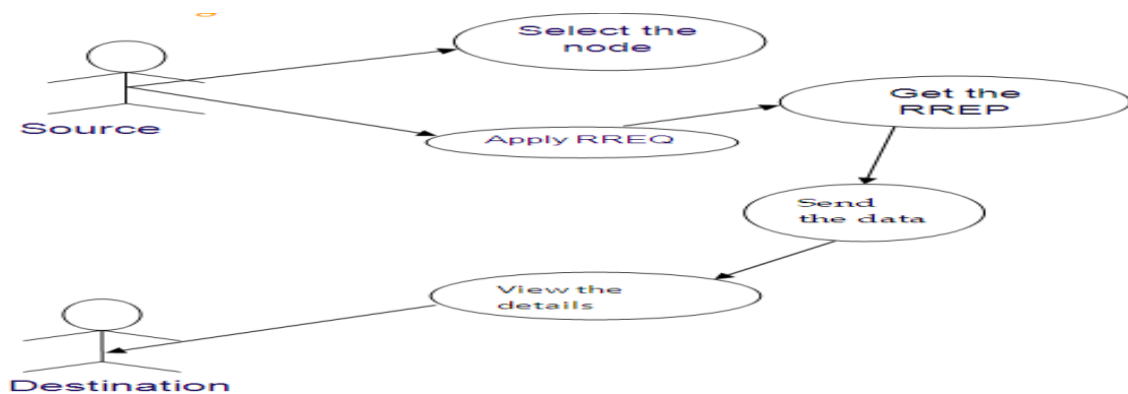 Select the
node
Source
Apply RREQ
Get the
RREP
Send
the data
View the
details
Destination